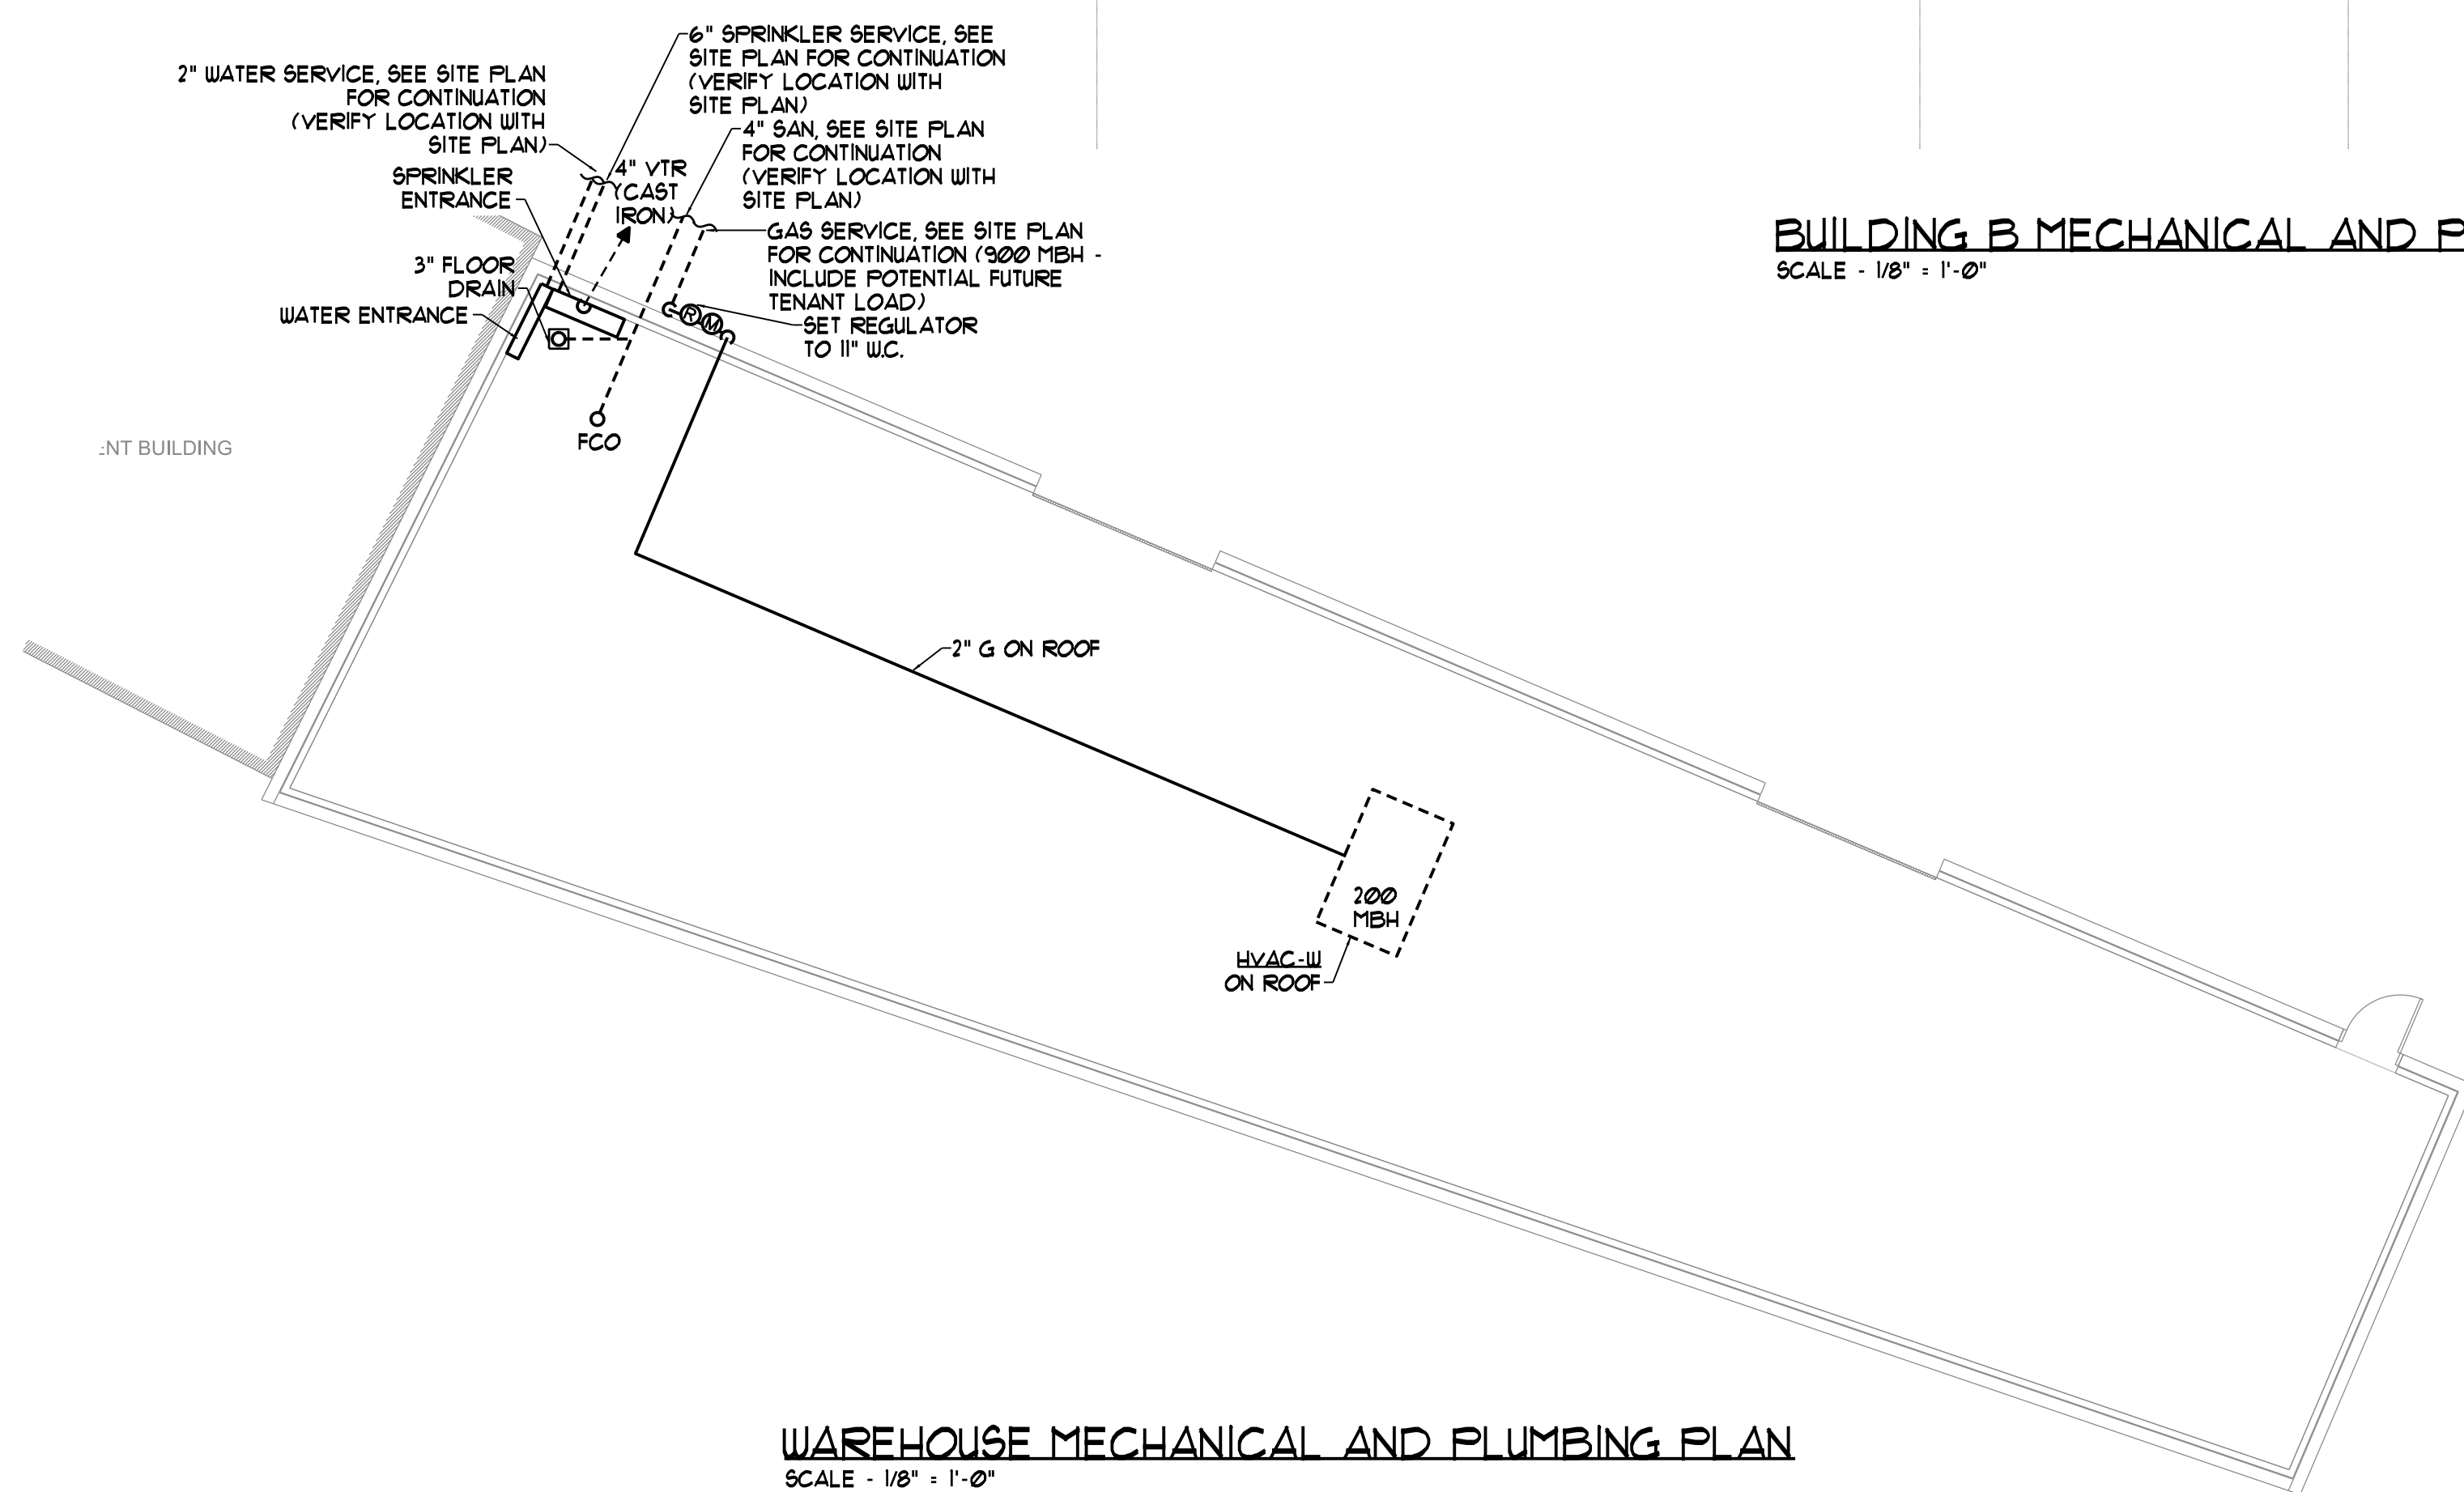 6" SPRINKLER SERVICE, SEE
SITE PLAN FOR CONTINUATION
(VERIFY LOCATION WITH
SITE PLAN)
2" WATER SERVICE, SEE SITE PLAN
FOR CONTINUATION
(VERIFY LOCATION WITH
SITE PLAN)
4" SAN, SEE SITE PLAN
FOR CONTINUATION
(VERIFY LOCATION WITH
SITE PLAN)
4" VTR
(CAST
IRON)
SPRINKLER
ENTRANCE
GAS SERVICE, SEE SITE PLAN
FOR CONTINUATION (900 MBH -
INCLUDE POTENTIAL FUTURE
TENANT LOAD)
3" FLOOR
DRAIN
WATER ENTRANCE
R M
SET REGULATOR
TO 11" W.C.
BUILDING B MECHANICAL AND P
SCALE - 1/8" = 1'-0"
FCO
NT BUILDING
2" G ON ROOF
200
MBH
HVAC-W
ON ROOF
WAREHOUSE MECHANICAL AND PLUMBING PLAN
SCALE - 1/8" = 1'-0"